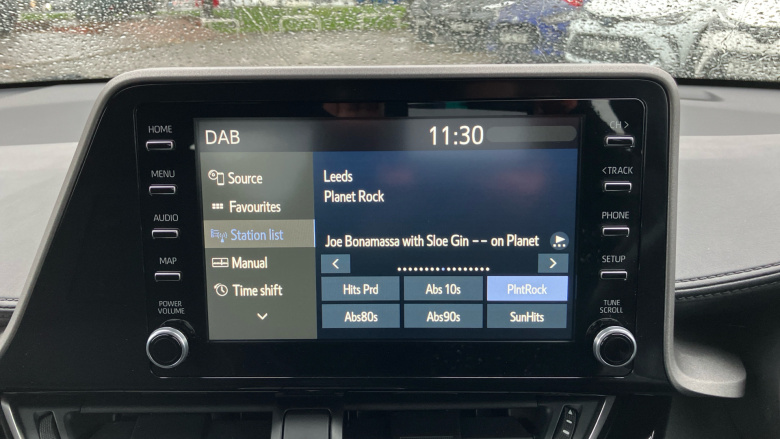 HOME
MENU
AUDIO
MAP
POWER
VOLUME
DAB
11:30
Source
Favourites
Station list
Manual
Time shift
Leeds
Planet Rock
Joe Bonamassa with Sloe Gin -- on Planet
<
>
Hits Prd
Abs 10s
PlntRock
Abs80s
Abs90s
SunHits
CH >
< TRACK
PHONE
SETUP
TUNE
SCROLL